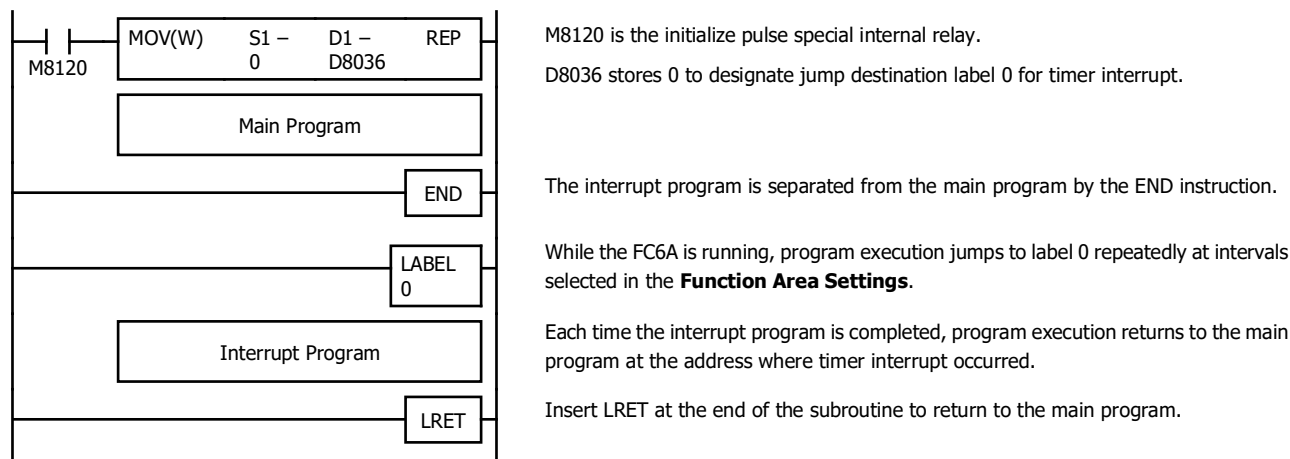 MOV(W) S1 – D1 – REP
0 D8036
M8120
M8120 is the initialize pulse special internal relay.
D8036 stores 0 to designate jump destination label 0 for timer interrupt.
Main Program
END
The interrupt program is separated from the main program by the END instruction.
LABEL
0
While the FC6A is running, program execution jumps to label 0 repeatedly at intervals
selected in the Function Area Settings.
Interrupt Program
Each time the interrupt program is completed, program execution returns to the main
program at the address where timer interrupt occurred.
LRET
Insert LRET at the end of the subroutine to return to the main program.